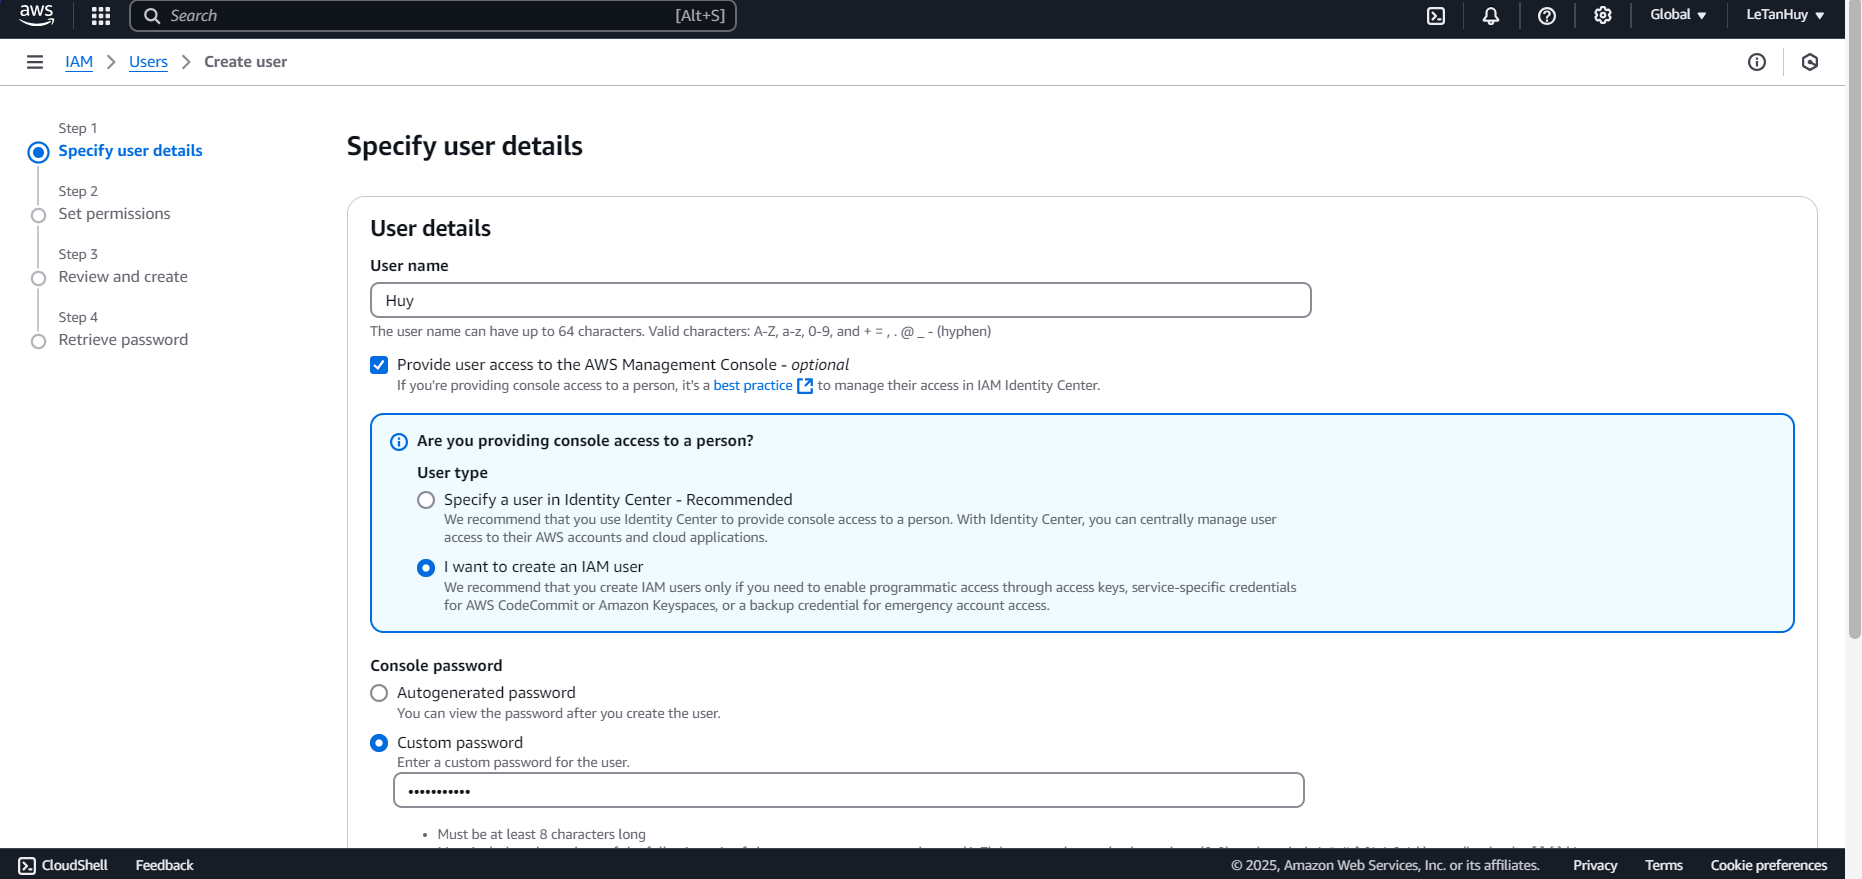 aws
Search [Alt+S]
Global
LeTanHuy
IAM > Users > Create user
Step 1
Specify user details
Step 2
Set permissions
Step 3
Review and create
Step 4
Retrieve password
Specify user details
User details
User name
Huy
The user name can have up to 64 characters. Valid characters: A-Z, a-z, 0-9, and + = , . @ _ - (hyphen)
Provide user access to the AWS Management Console - optional
If you're providing console access to a person, it's a best practice to manage their access in IAM Identity Center.
Are you providing console access to a person?
User type
Specify a user in Identity Center - Recommended
We recommend that you use Identity Center to provide console access to a person. With Identity Center, you can centrally manage user
access to their AWS accounts and cloud applications.
I want to create an IAM user
We recommend that you create IAM users only if you need to enable programmatic access through access keys, service-specific credentials
for AWS CodeCommit or Amazon Keyspaces, or a backup credential for emergency account access.
Console password
Autogenerated password
You can view the password after you create the user.
Custom password
Enter a custom password for the user.
•••••••••••
• Must be at least 8 characters long
CloudShell
Feedback
© 2025, Amazon Web Services, Inc. or its affiliates.
Privacy
Terms
Cookie preferences